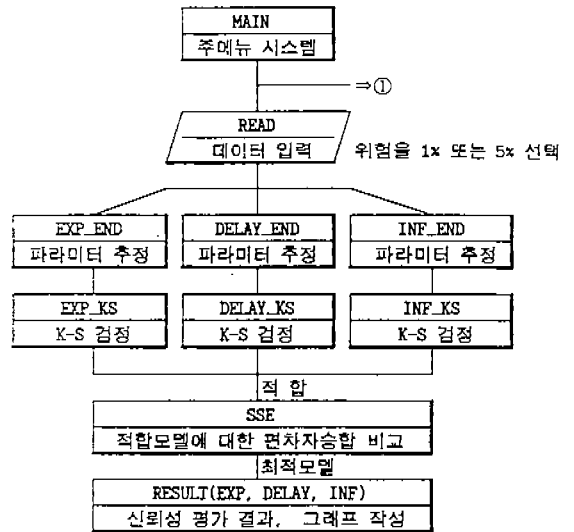 MAIN
주메뉴 시스템
⇒①
READ
데이터 입력
위험율 1% 또는 5% 선택
EXP_END
파라미터 추정
DELAY_END
파라미터 추정
INF_END
파라미터 추정
EXP_KS
K-S 검정
DELAY_KS
K-S 검정
INF_KS
K-S 검정
적 합
SSE
적합모델에 대한 편차자승합 비교
최적모델
RESULT(EXP, DELAY, INF)
신뢰성 평가 결과, 그래프 작성